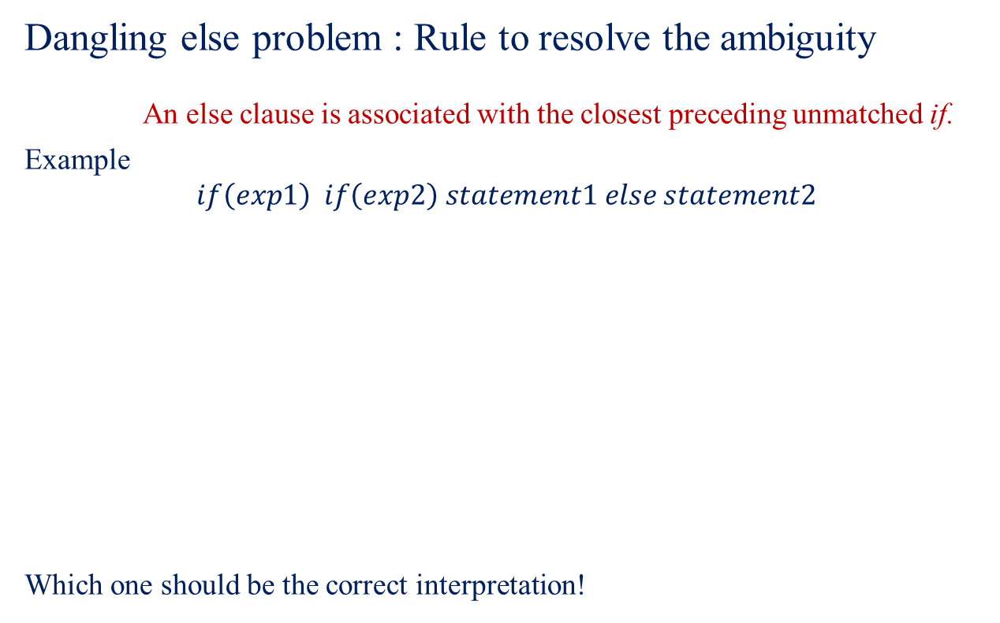 Dangling else problem : Rule to resolve the ambiguity
An else clause is associated with the closest preceding unmatched if.
Example
if(exp1) if(exp2) statement1 else statement2
Which one should be the correct interpretation!